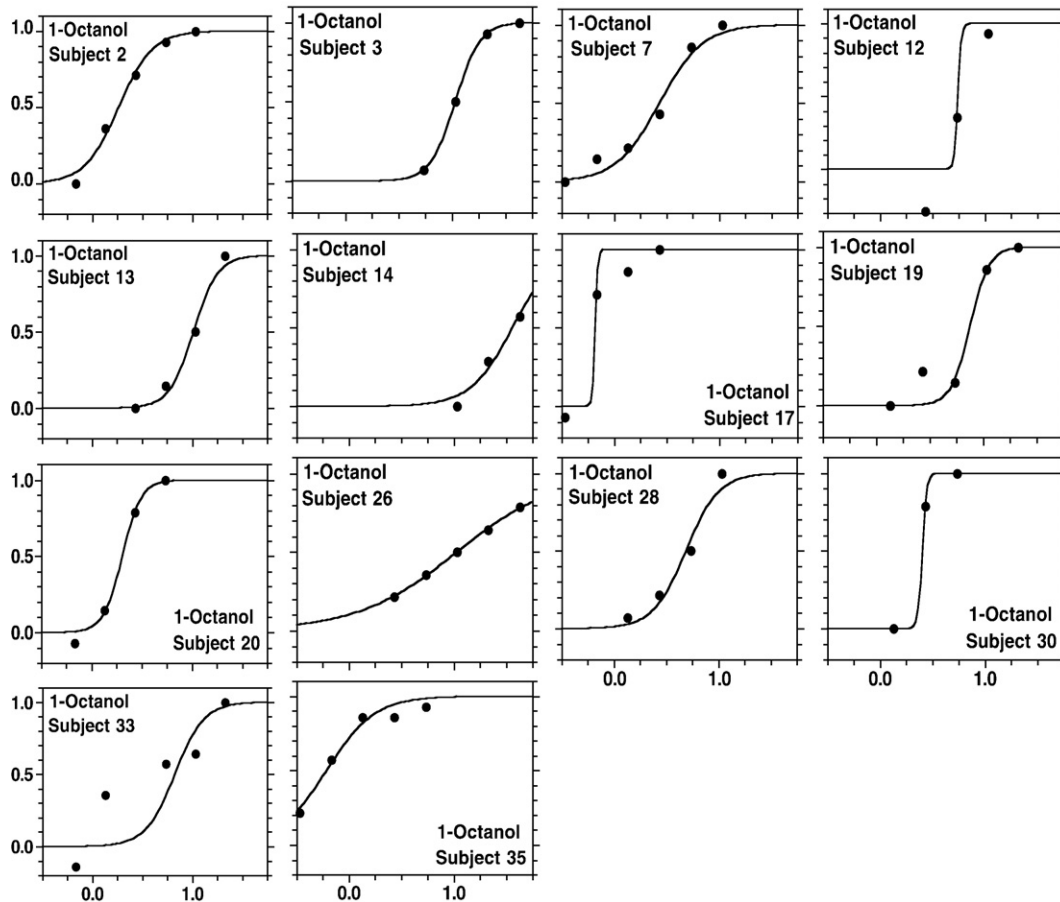 1-Octanol
Subject 2
1-Octanol
Subject 3
1-Octanol
Subject 7
1-Octanol
Subject 12
1.0
0.5
0.0
1-Octanol
Subject 13
1-Octanol
Subject 14
1-Octanol
Subject 17
1-Octanol
Subject 19
1.0
0.5
0.0
1-Octanol
Subject 20
1-Octanol
Subject 26
1-Octanol
Subject 28
1-Octanol
Subject 30
1.0
0.5
0.0
0.0 1.0
0.0 1.0
1-Octanol
Subject 33
1-Octanol
Subject 35
1.0
0.5
0.0
0.0 1.0
0.0 1.0